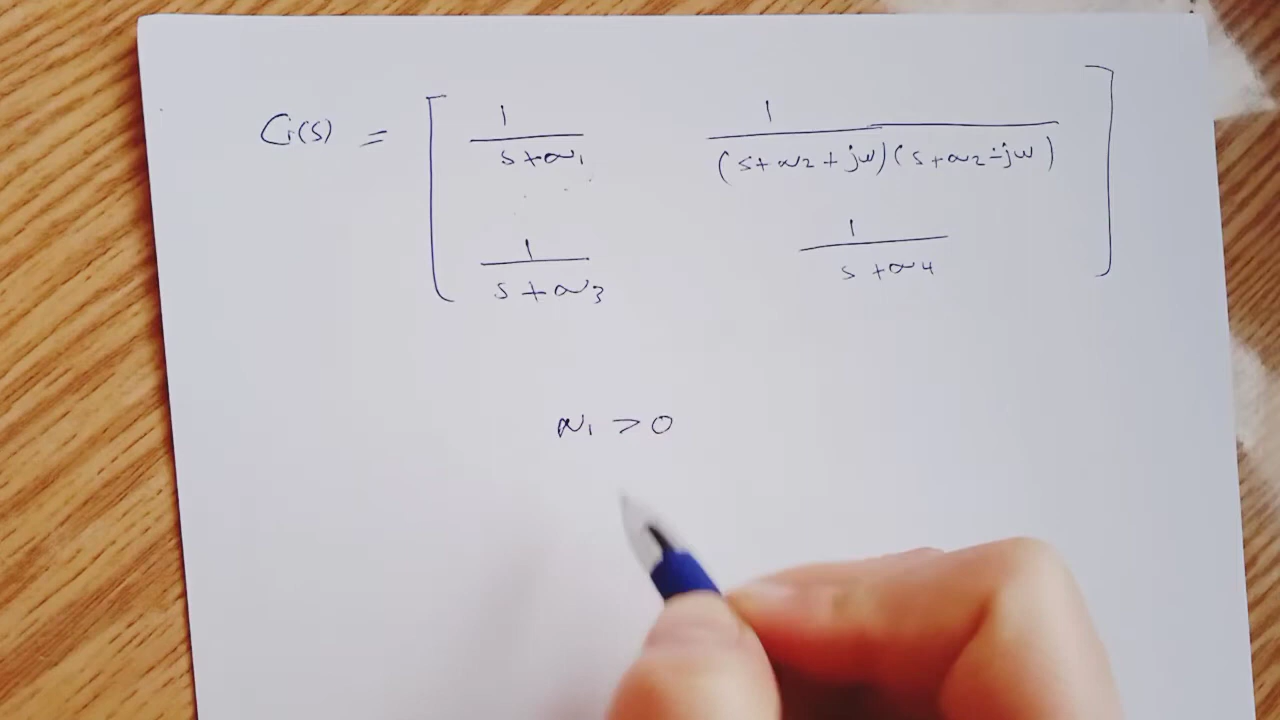 G(s) =
1 1
s+α₁ (s+α₂+jω)(s+α₂-jω)
1 1
s+α₃ s+α₄
α₁ > 0